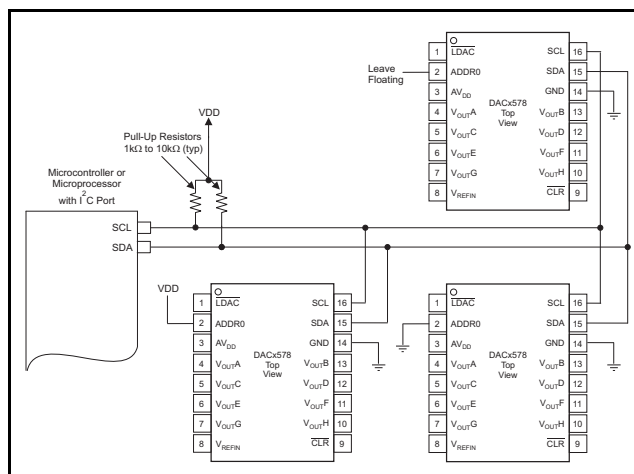 Leave
Floating
1 LDAC SCL 16
2 ADDR0 SDA 15
3 AVDD GND 14
4 VOUTA DACx578 VOUTB 13
5 VOUTC Top VOUTD 12
6 VOUTE View VOUTF 11
7 VOUTG VOUTH 10
8 VREFIN CLR 9
VDD
Pull-Up Resistors
1kΩ to 10kΩ (typ)
Microcontroller or
Microprocessor
with I2C Port
SCL
SDA
VDD
1 LDAC SCL 16
2 ADDR0 SDA 15
3 AVDD GND 14
4 VOUTA DACx578 VOUTB 13
5 VOUTC Top VOUTD 12
6 VOUTE View VOUTF 11
7 VOUTG VOUTH 10
8 VREFIN CLR 9
1 LDAC SCL 16
2 ADDR0 SDA 15
3 AVDD GND 14
4 VOUTA DACx578 VOUTB 13
5 VOUTC Top VOUTD 12
6 VOUTE View VOUTF 11
7 VOUTG VOUTH 10
8 VREFIN CLR 9